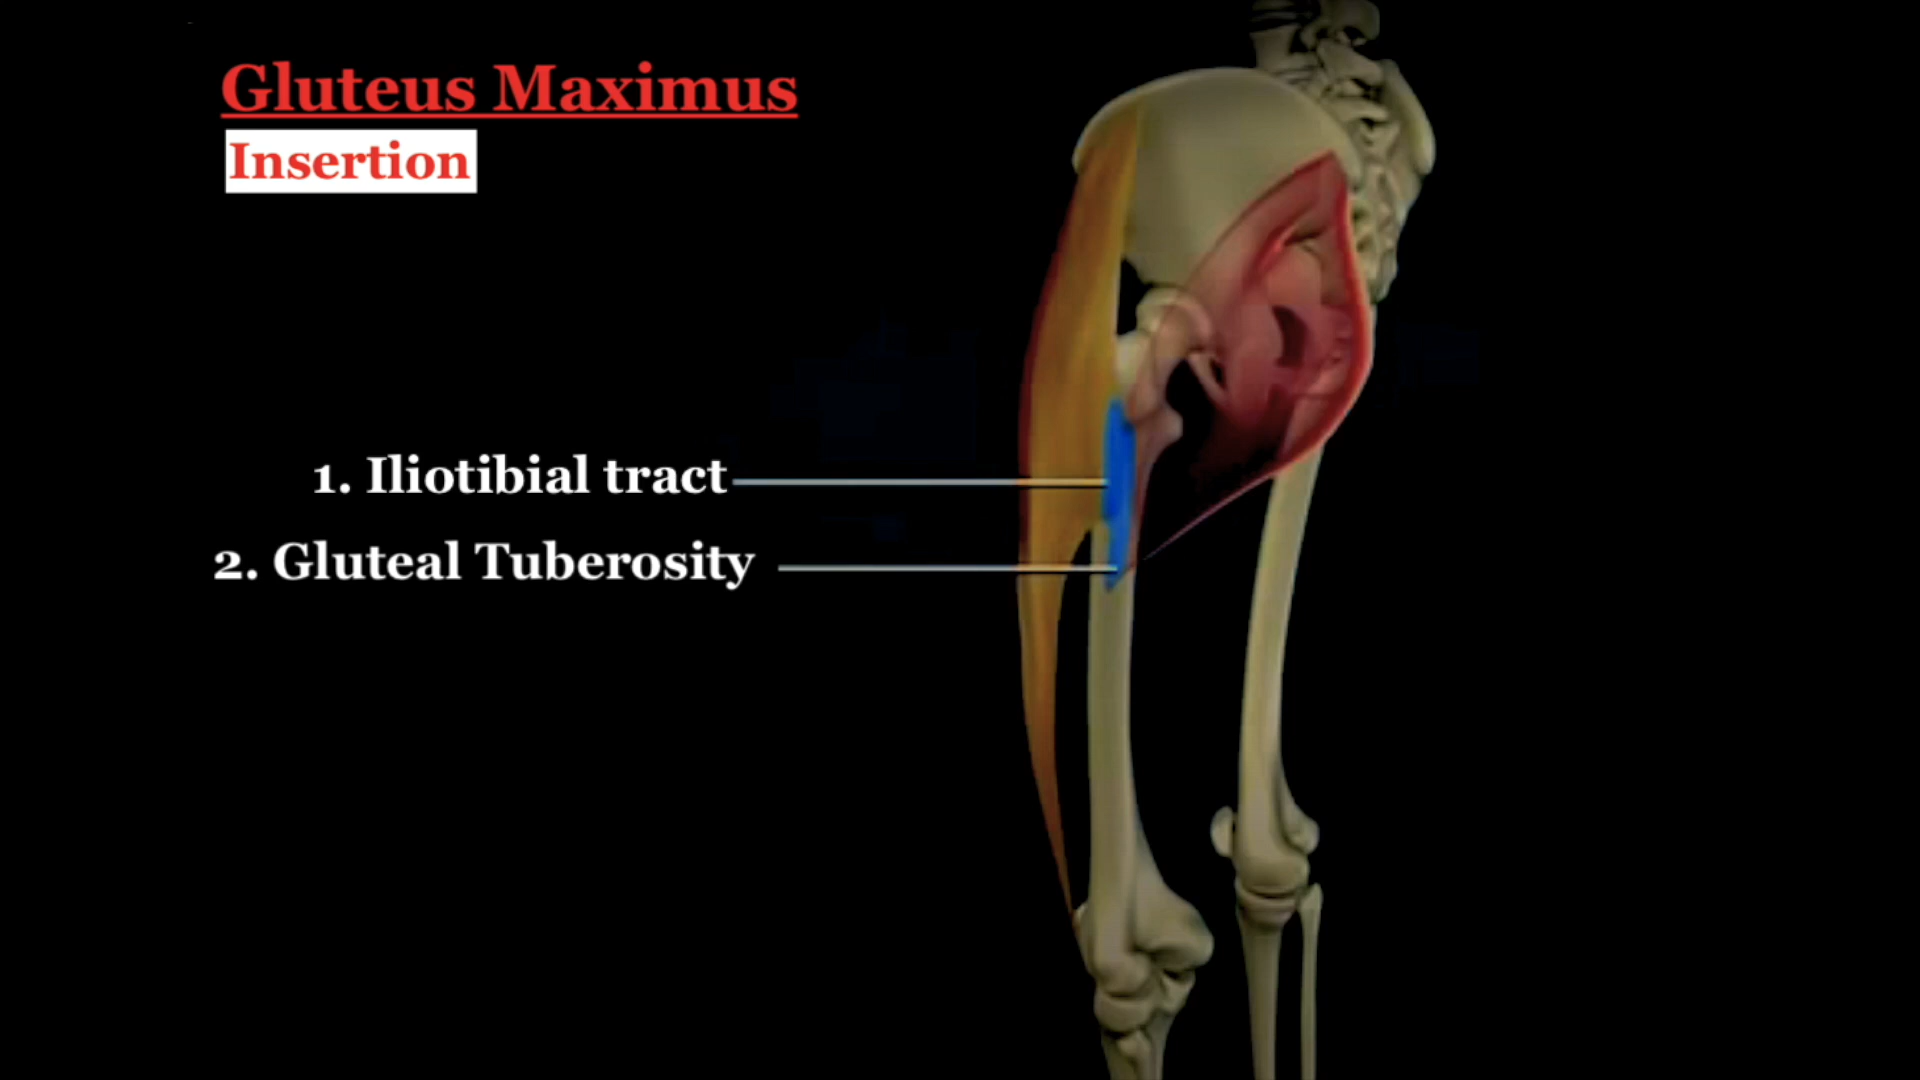 Gluteus Maximus
Insertion
1. Iliotibial tract
2. Gluteal Tuberosity